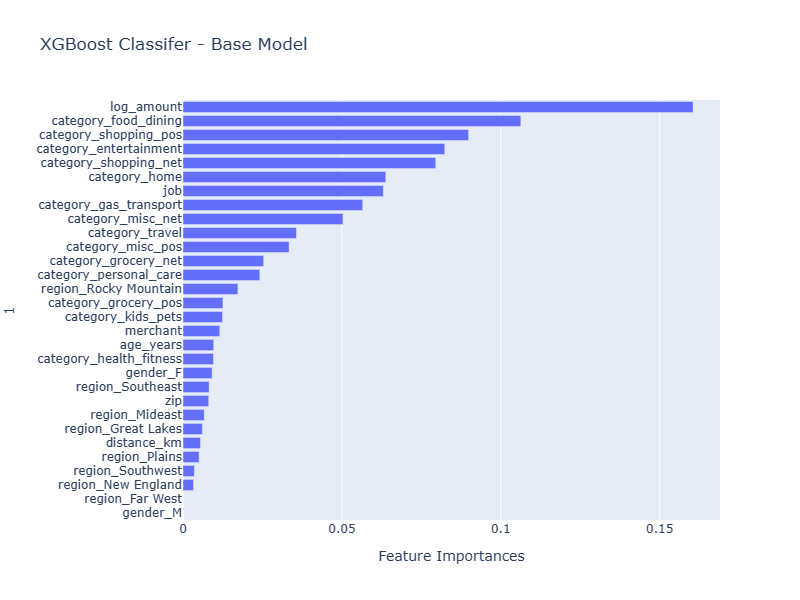 XGBoost Classifer - Base Model
log_amount
category_food_dining
category_shopping_pos
category_entertainment
category_shopping_net
category_home
job
category_gas_transport
category_misc_net
category_travel
category_misc_pos
category_grocery_net
category_personal_care
region_Rocky Mountain
category_grocery_pos
category_kids_pets
merchant
age_years
category_health_fitness
gender_F
region_Southeast
zip
region_Mideast
region_Great Lakes
distance_km
region_Plains
region_Southwest
region_New England
region_Far West
gender_M
1
0 0.05 0.1 0.15
Feature Importances